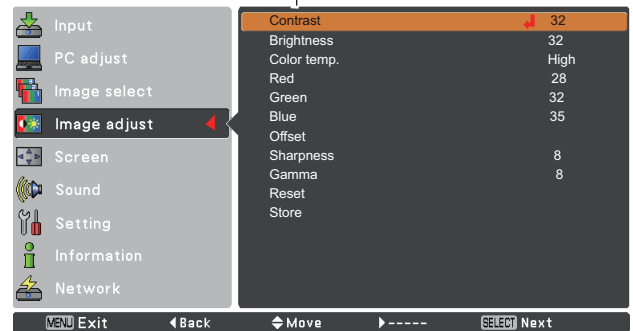 Input
PC adjust
Image select
Image adjust
Screen
Sound
Setting
Information
Network
Contrast 32
Brightness 32
Color temp. High
Red 28
Green 32
Blue 35
Offset
Sharpness 8
Gamma 8
Reset
Store
MENU Exit Back Move ----- SELECT Next